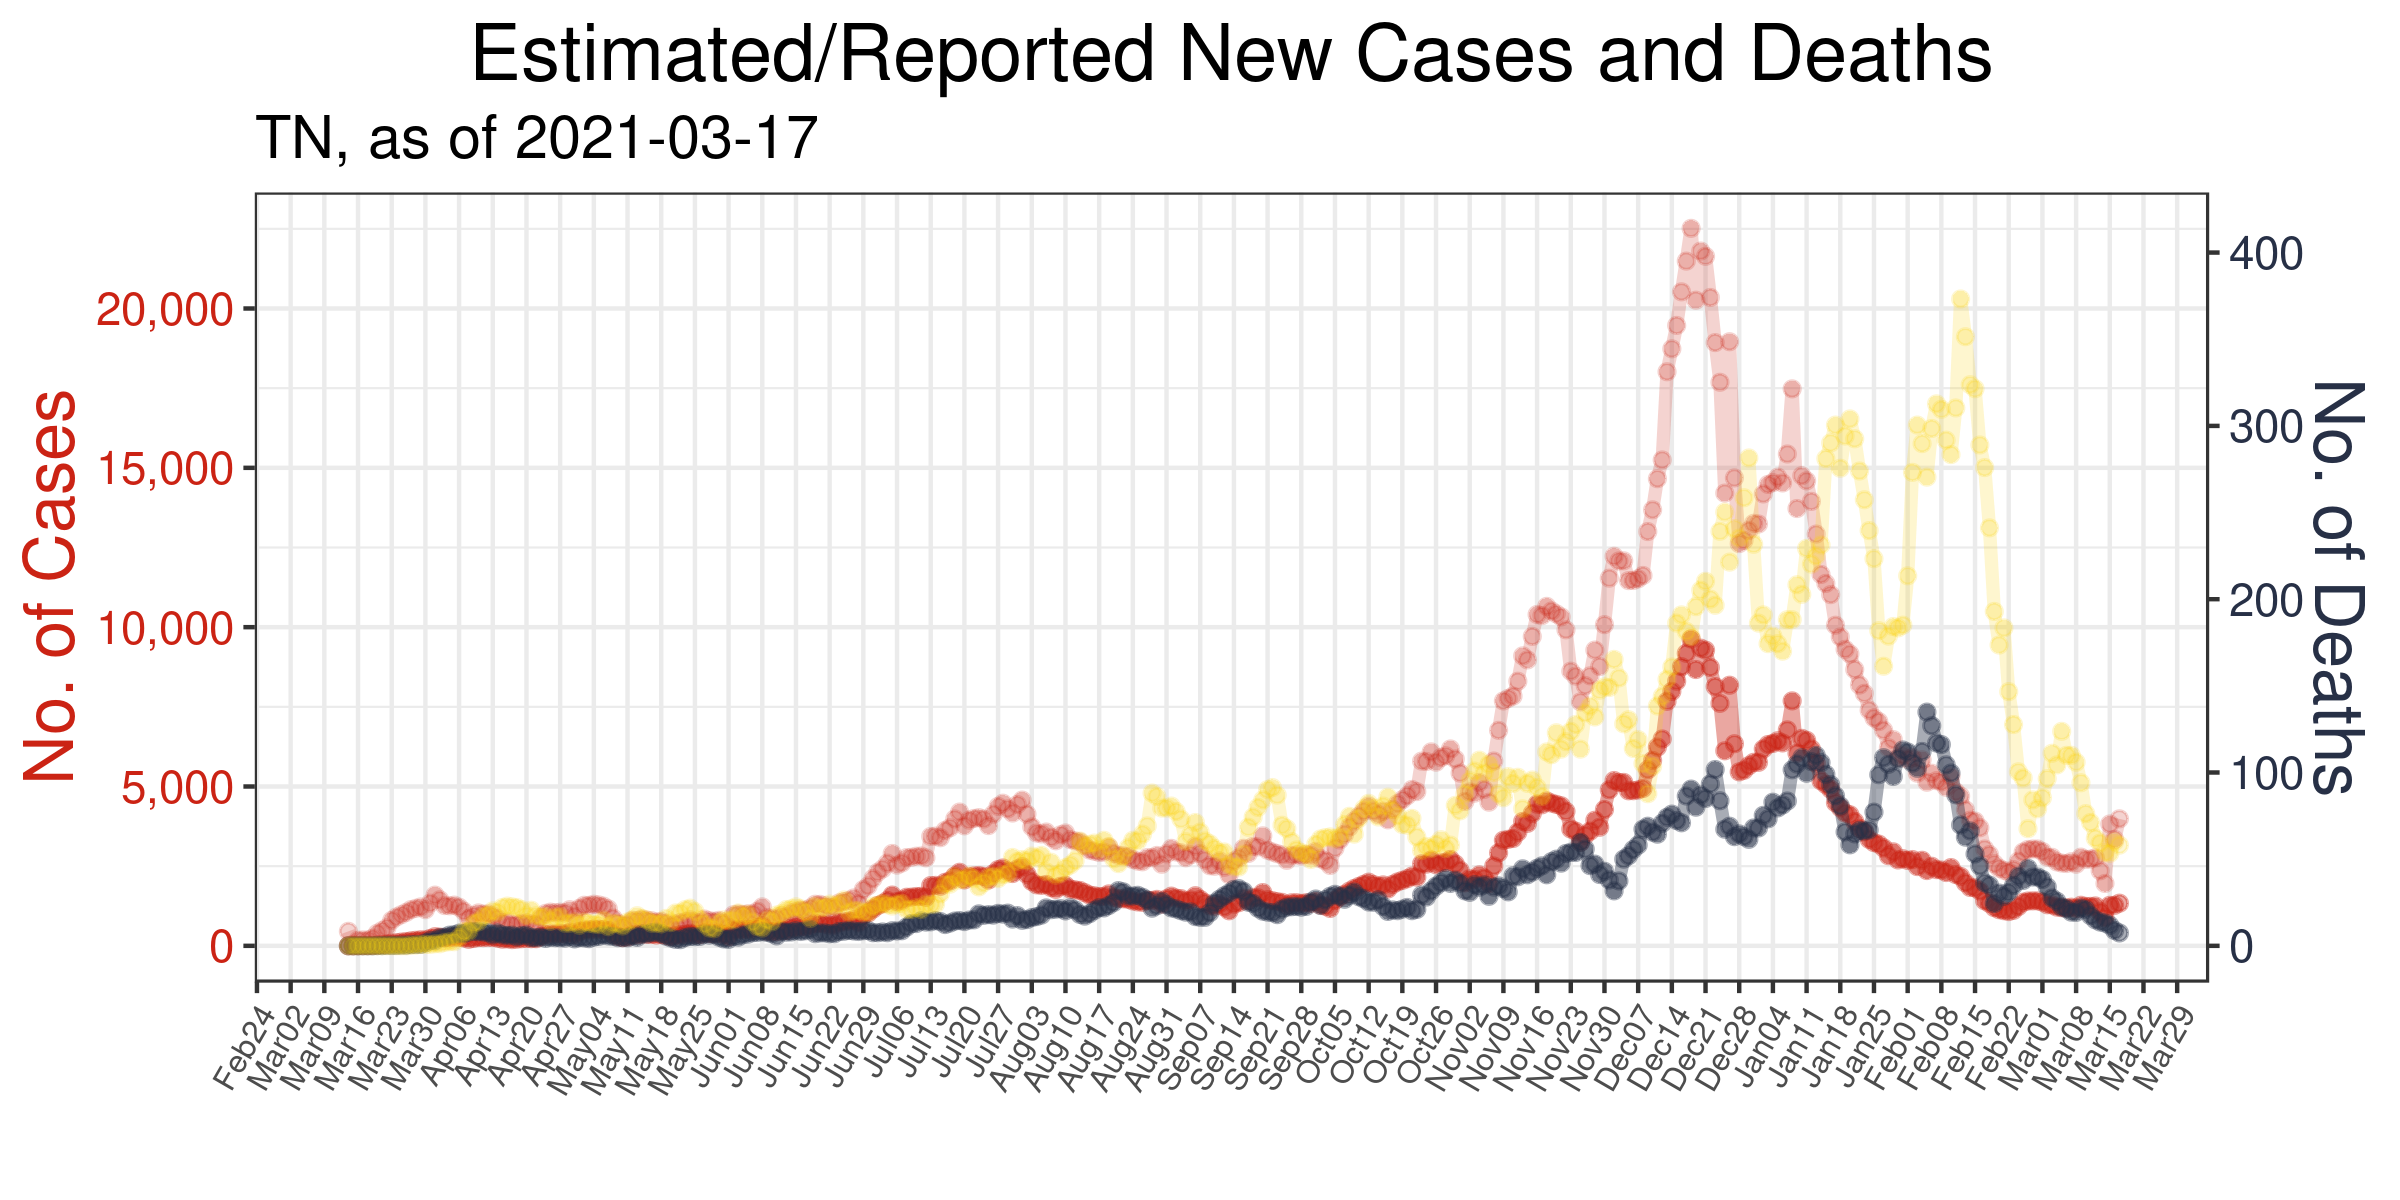 Estimated/Reported New Cases and Deaths
TN, as of 2021-03-17
No. of Cases
20,000
15,000
10,000
5,000
0
400
300
200
100
0
No. of Deaths
Feb24
Mar02
Mar09
Mar16
Mar23
Mar30
Apr06
Apr13
Apr20
Apr27
May04
May11
May18
May25
Jun01
Jun08
Jun15
Jun22
Jun29
Jul06
Jul13
Jul20
Jul27
Aug03
Aug10
Aug17
Aug24
Aug31
Sep07
Sep14
Sep21
Sep28
Oct05
Oct12
Oct19
Oct26
Nov02
Nov09
Nov16
Nov23
Nov30
Dec07
Dec14
Dec21
Dec28
Jan04
Jan11
Jan18
Jan25
Feb01
Feb08
Feb15
Feb22
Mar01
Mar08
Mar15
Mar22
Mar29